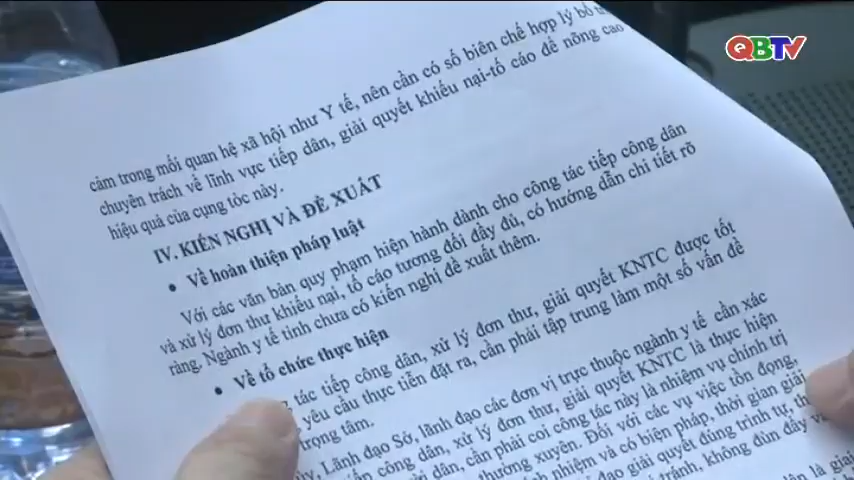 QBTV
cảm trong mối quan hệ xã hội như Y tế, nên cần có số biên chế hợp lý bố
chuyên trách về lĩnh vực tiếp dân, giải quyết khiếu nại-tố cáo để nâng cao
hiệu quả của cụng tỏc này.
IV. KIẾN NGHỊ VÀ ĐỀ XUẤT
• Về hoàn thiện pháp luật
Với các văn bản quy phạm hiện hành dành cho công tác tiếp công dân
và xử lý đơn thư khiếu nại, tố cáo tương đối đầy đủ, có hướng dẫn chi tiết rõ
ràng. Ngành y tế tỉnh chưa có kiến nghị đề xuất thêm.
• Về tổ chức thực hiện
tác tiếp công dân, xử lý đơn thư, giải quyết KNTC được tốt
yêu cầu thực tiễn đặt ra, cần phải tập trung làm một số vấn đề
trọng tâm.
Lãnh đạo Sở, lãnh đạo các đơn vị trực thuộc ngành y tế cần xác
công dân, xử lý đơn thư, giải quyết KNTC là thực hiện
dân, cần phải coi công tác này là nhiệm vụ chính trị
thường xuyên. Đối với các vụ việc tồn đọng,
nhiệm và có biện pháp, thời gian giải
đạo giải quyết đúng trình tự,
tránh, không đùn đẩy